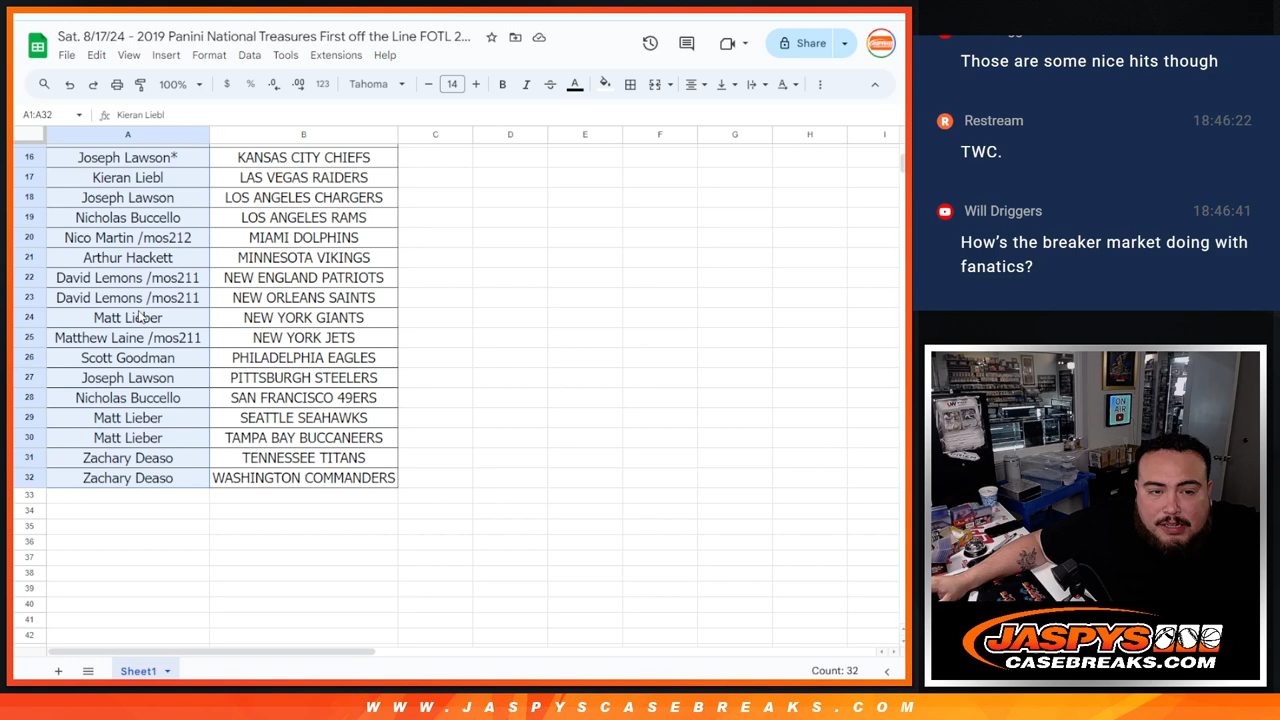 Sat. 8/17/24 - 2019 Panini National Treasures First off the Line FOTL 2...
Share
File Edit View Insert Format Data Tools Extensions Help
100% $ % .0 .00 123 Tahoma 14 B I A
A1:A32 fx Kieran Liebl
A B C D E F G H I
16 Joseph Lawson* KANSAS CITY CHIEFS
17 Kieran Liebl LAS VEGAS RAIDERS
18 Joseph Lawson LOS ANGELES CHARGERS
19 Nicholas Buccello LOS ANGELES RAMS
20 Nico Martin /mos212 MIAMI DOLPHINS
21 Arthur Hackett MINNESOTA VIKINGS
22 David Lemons /mos211 NEW ENGLAND PATRIOTS
23 David Lemons /mos211 NEW ORLEANS SAINTS
24 Matt Lieber NEW YORK GIANTS
25 Matthew Laine /mos211 NEW YORK JETS
26 Scott Goodman PHILADELPHIA EAGLES
27 Joseph Lawson PITTSBURGH STEELERS
28 Nicholas Buccello SAN FRANCISCO 49ERS
29 Matt Lieber SEATTLE SEAHAWKS
30 Matt Lieber TAMPA BAY BUCCANEERS
31 Zachary Deaso TENNESSEE TITANS
32 Zachary Deaso WASHINGTON COMMANDERS
33
34
35
36
37
38
39
40
41
42
Sheet1
Count: 32
Those are some nice hits though
Restream 18:46:22
TWC.
Will Driggers 18:46:41
How's the breaker market doing with
fanatics?
ON
AIR
JASPYS
CASEBREAKS.COM
WWW.JASPYSCASEBREAKS.COM